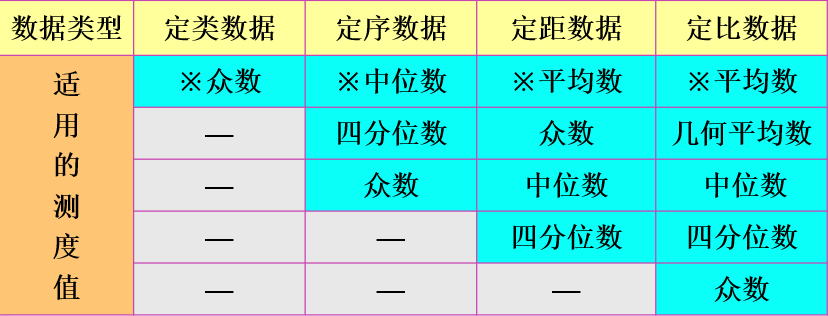 数据类型 定类数据 定序数据 定距数据 定比数据
适用的测度值 ※众数 ※中位数 ※平均数 ※平均数
— 四分位数 众数 几何平均数
— 众数 中位数 中位数
— — 四分位数 四分位数
— — — 众数